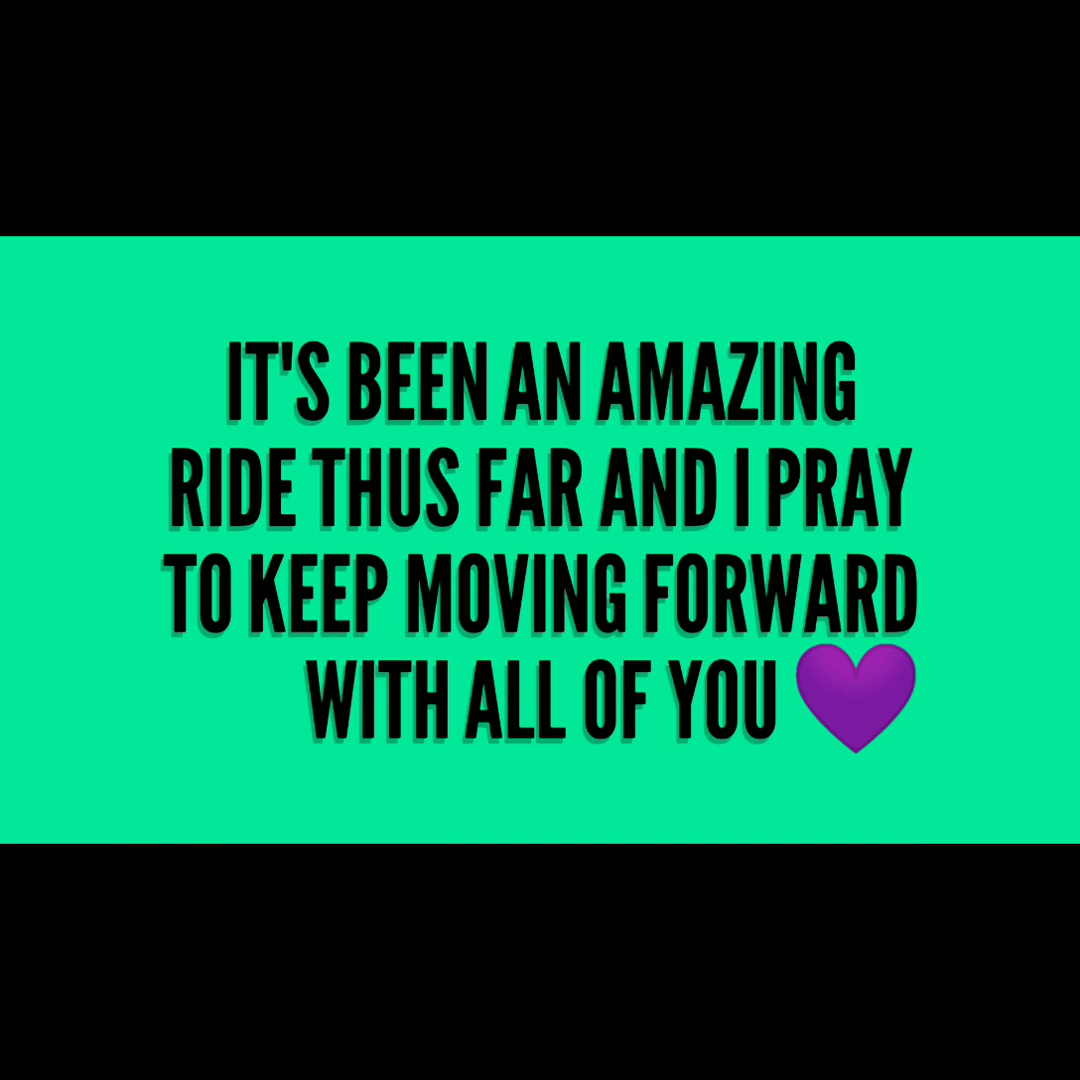 IT'S BEEN AN AMAZING
RIDE THUS FAR AND I PRAY
TO KEEP MOVING FORWARD
WITH ALL OF YOU 💜